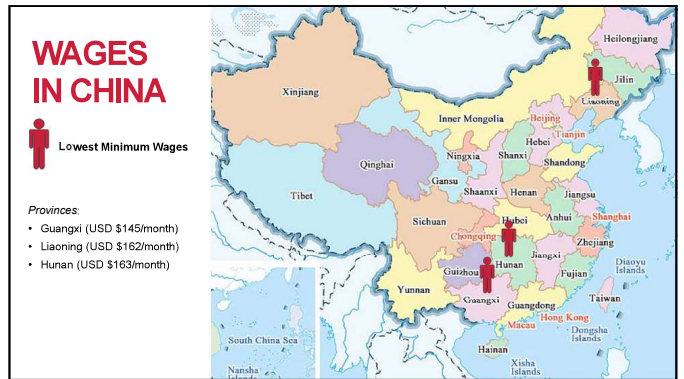 WAGES
IN CHINA
Lowest Minimum Wages
Provinces:
• Guangxi (USD $145/month)
• Liaoning (USD $162/month)
• Hunan (USD $163/month)
Heilongjiang
Jilin
Liaoning
Xinjiang
Inner Mongolia
Beijing
Tianjin
Hebei
Ningxia
Shanxi
Shandong
Qinghai
Gansu
Shaanxi
Henan
Jiangsu
Tibet
Sichuan
Hubei
Anhui
Shanghai
Chongqing
Zhejiang
Hunan
Jiangxi
Guizhou
Fujian
Diaoyu
Islands
Yunnan
Guangxi
Guangdong
Taiwan
Hong Kong
Macau
Dongsha
Islands
Hainan
Xisha
Islands
South China Sea
Nansha
Islands